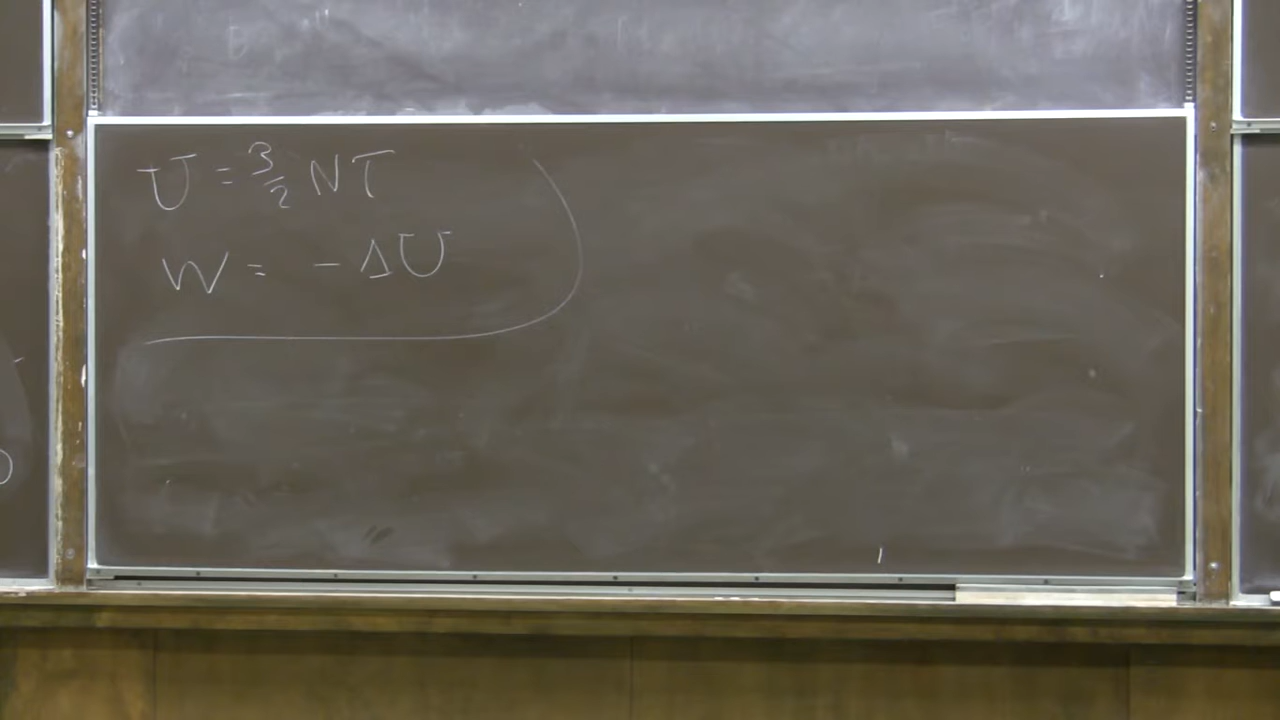 U = 3/2 NT
W = - ΔU